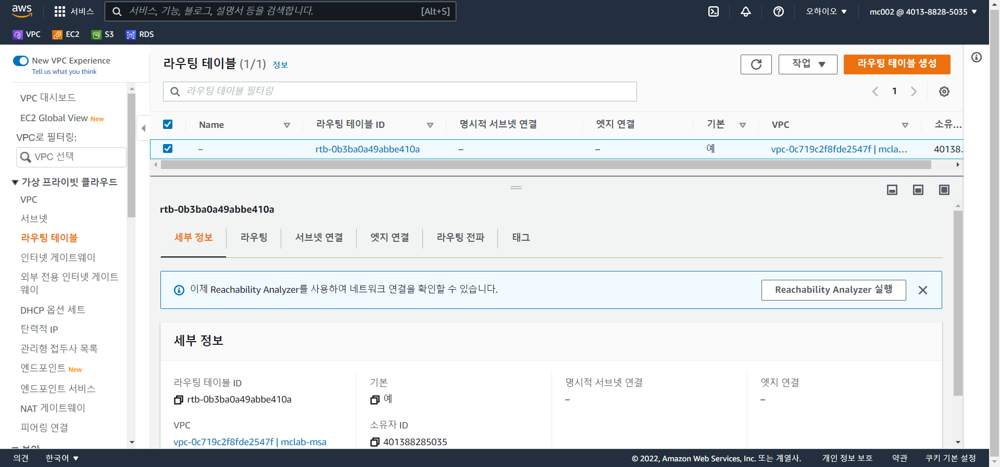 aws
서비스
서비스, 기능, 블로그, 설명서 등을 검색합니다.
[Alt+S]
오하이오 ▼
mc002 @ 4013-8828-5035 ▼
VPC
EC2
S3
RDS
New VPC Experience
Tell us what you think
VPC 대시보드
EC2 Global View New
VPC로 필터링:
VPC 선택
▼ 가상 프라이빗 클라우드
VPC
서브넷
라우팅 테이블
인터넷 게이트웨이
외부 전용 인터넷 게이트
웨이
DHCP 옵션 세트
탄력적 IP
관리형 접두사 목록
엔드포인트 New
엔드포인트 서비스
NAT 게이트웨이
피어링 연결
라우팅 테이블 (1/1) 정보
작업 ▼
라우팅 테이블 생성
라우팅 테이블 필터링
1
Name
라우팅 테이블 ID
명시적 서브넷 연결
엣지 연결
기본
VPC
소유...
–
rtb-0b3ba0a49abbe410a
–
–
예
vpc-0c719c2f8fde2547f | mcla...
40138.
rtb-0b3ba0a49abbe410a
세부 정보
라우팅
서브넷 연결
엣지 연결
라우팅 전파
태그
이제 Reachability Analyzer를 사용하여 네트워크 연결을 확인할 수 있습니다.
Reachability Analyzer 실행
세부 정보
라우팅 테이블 ID
rtb-0b3ba0a49abbe410a
기본
예
명시적 서브넷 연결
–
엣지 연결
–
VPC
vpc-0c719c2f8fde2547f | mclab-msa
소유자 ID
401388285035
의견
한국어 ▼
© 2022, Amazon Web Services, Inc. 또는 계열사.
개인 정보 보호
약관
쿠키 기본 설정